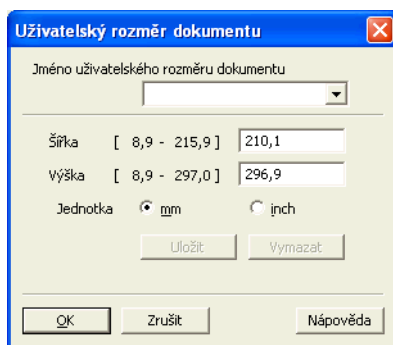 Uživatelský rozměr dokumentu
Jméno uživatelského rozměru dokumentu
Šířka [ 8,9 - 215,9 ] 210,1
Výška [ 8,9 - 297,0 ] 296,9
Jednotka mm inch
Uložit Vymazat
OK Zrušit Nápověda